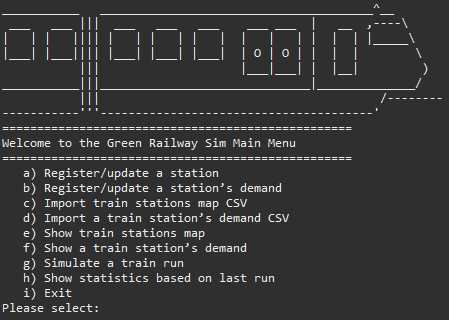 ==================================================
Welcome to the Green Railway Sim Main Menu
==================================================
a) Register/update a station
b) Register/update a station’s demand
c) Import train stations map CSV
d) Import a train station’s demand CSV
e) Show train stations map
f) Show a train station’s demand
g) Simulate a train run
h) Show statistics based on last run
i) Exit
Please select: